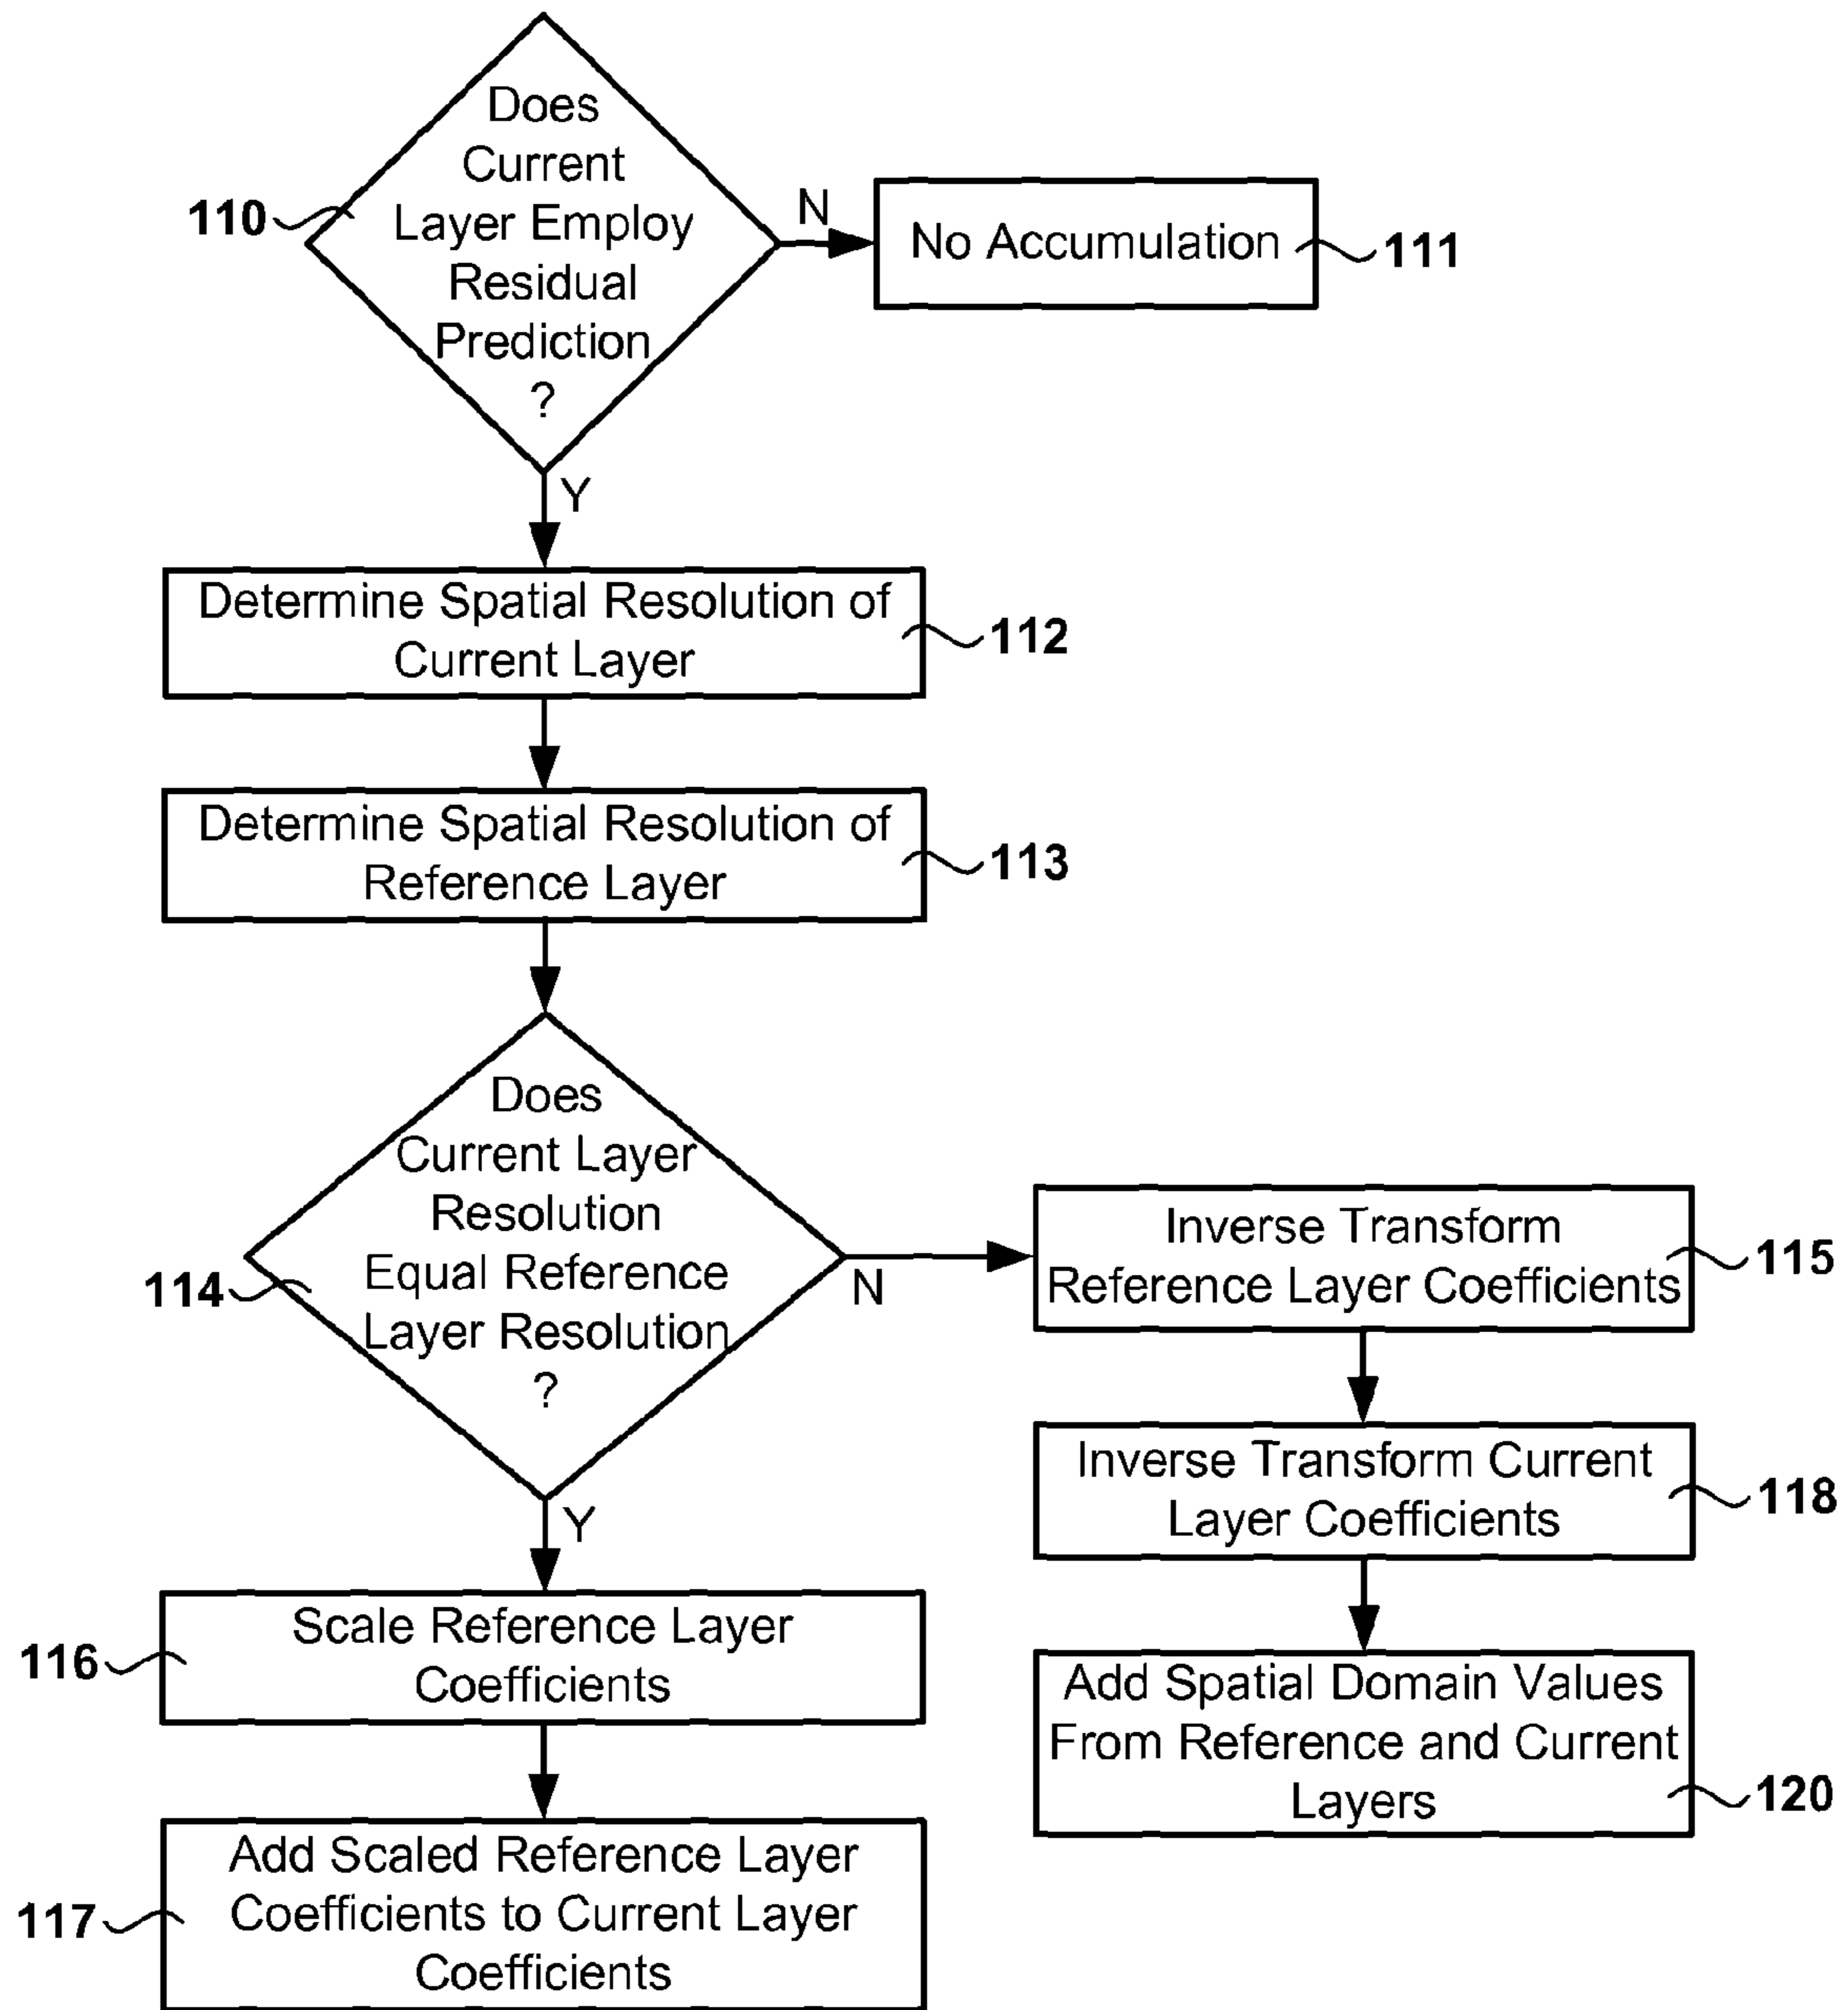 Does
Current
Layer Employ
Residual
Prediction
?
110
N
No Accumulation
111
Y
Determine Spatial Resolution of
Current Layer
112
Determine Spatial Resolution of
Reference Layer
113
Does
Current Layer
Resolution
Equal Reference
Layer Resolution
?
114
N
Inverse Transform
Reference Layer Coefficients
115
Inverse Transform Current
Layer Coefficients
118
Add Spatial Domain Values
From Reference and Current
Layers
120
Y
Scale Reference Layer
Coefficients
116
Add Scaled Reference Layer
Coefficients to Current Layer
Coefficients
117